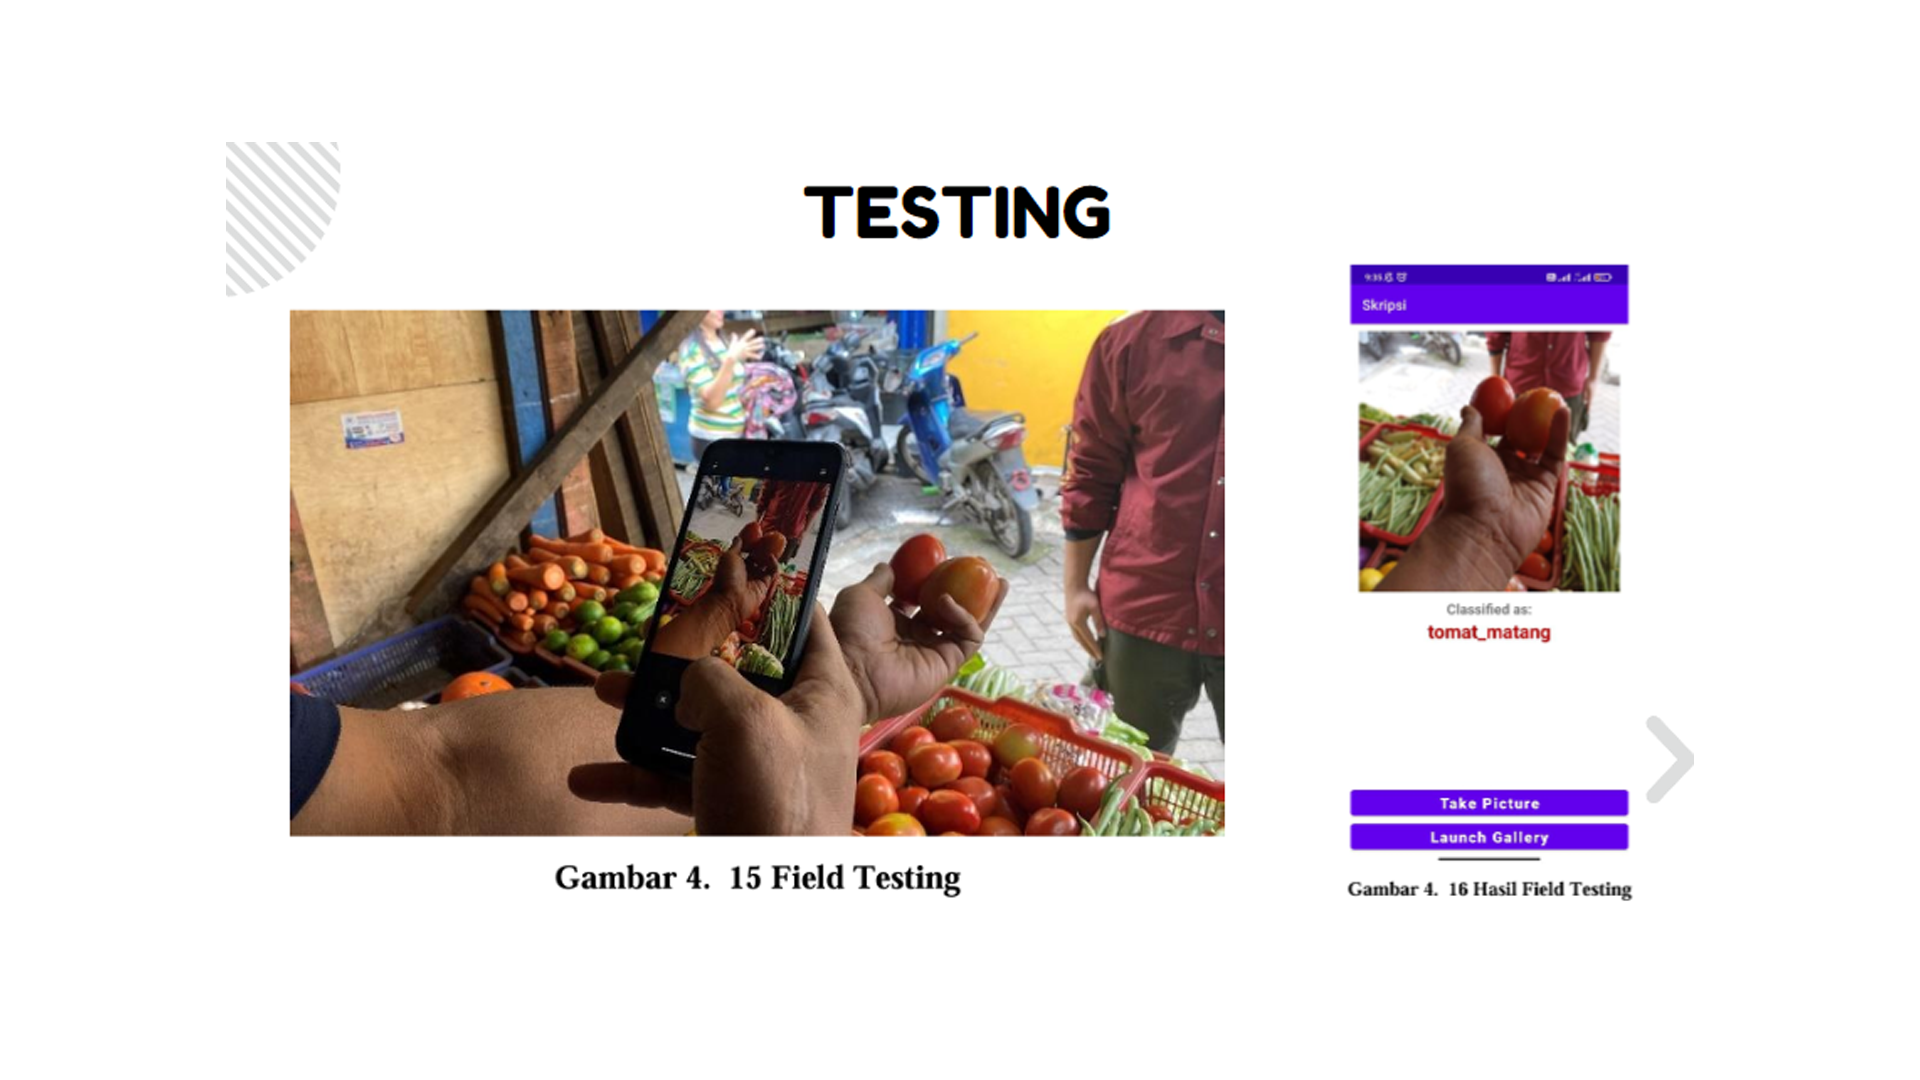 TESTING
Skripsi
Classified as:
tomat_matang
Take Picture
Launch Gallery
Gambar 4. 15 Field Testing
Gambar 4. 16 Hasil Field Testing